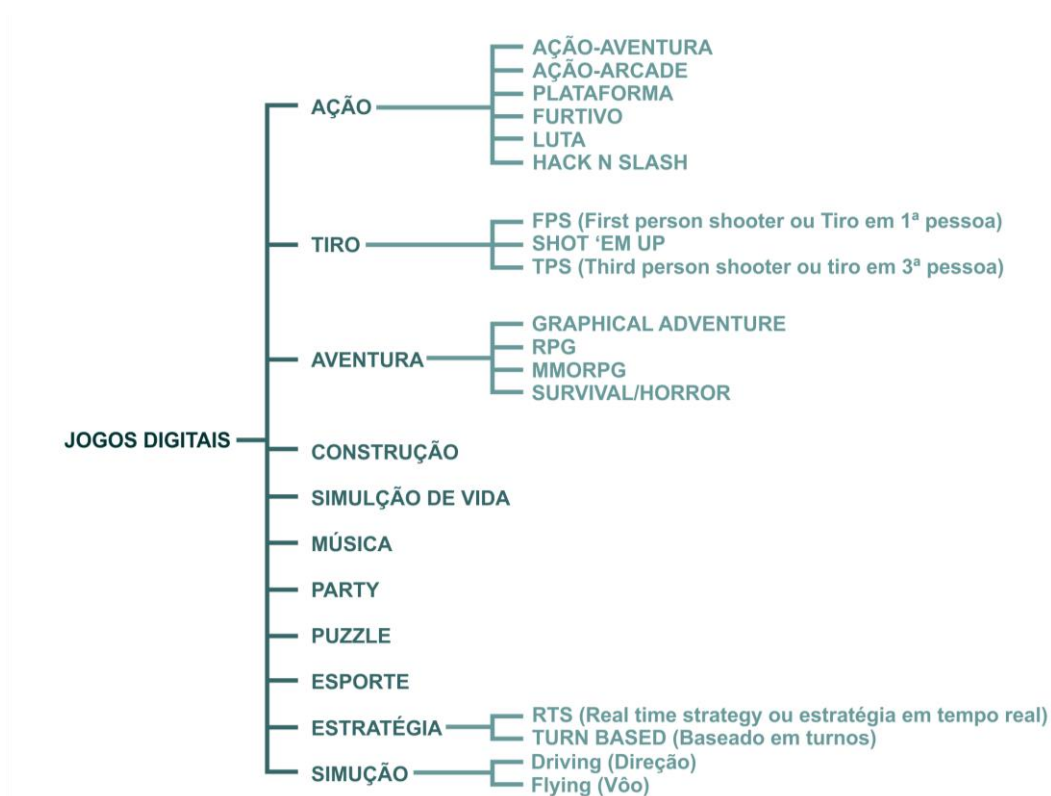 JOGOS DIGITAIS
AÇÃO
AÇÃO-AVENTURA
AÇÃO-ARCADE
PLATAFORMA
FURTIVO
LUTA
HACK N SLASH
TIRO
FPS (First person shooter ou Tiro em 1ª pessoa)
SHOT ‘EM UP
TPS (Third person shooter ou tiro em 3ª pessoa)
AVENTURA
GRAPHICAL ADVENTURE
RPG
MMORPG
SURVIVAL/HORROR
CONSTRUÇÃO
SIMULÇÃO DE VIDA
MÚSICA
PARTY
PUZZLE
ESPORTE
ESTRATÉGIA
RTS (Real time strategy ou estratégia em tempo real)
TURN BASED (Baseado em turnos)
SIMUÇÃO
Driving (Direção)
Flying (Vôo)